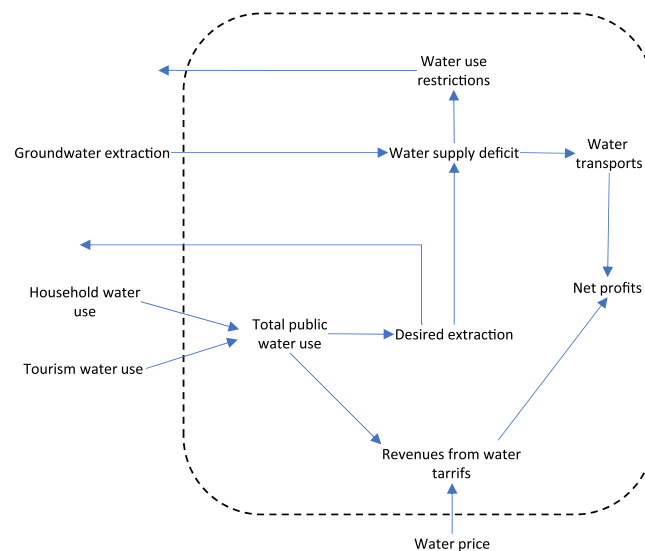 Water use
restrictions
Groundwater extraction
Water supply deficit
Water
transports
Household water
use
Net profits
Total public
water use
Desired extraction
Tourism water use
Revenues from water
tarrifs
Water price